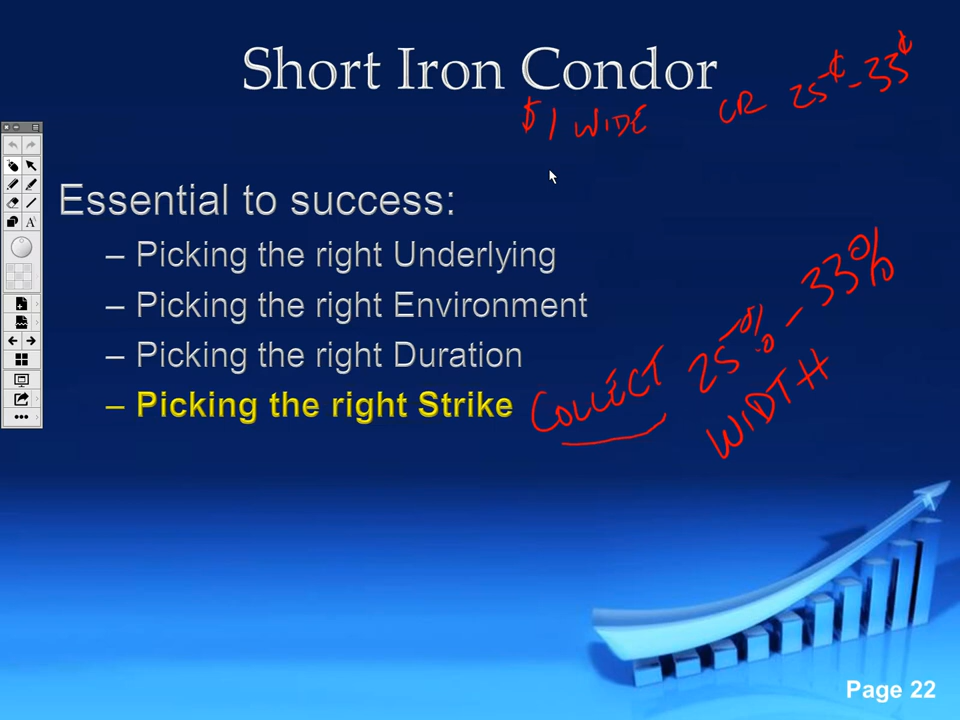 Short Iron Condor
$1 WIDE CR 25¢ - 33¢
Essential to success:
– Picking the right Underlying
– Picking the right Environment
– Picking the right Duration
– Picking the right Strike
COLLECT 25% - 33%
WIDTH
Page 22